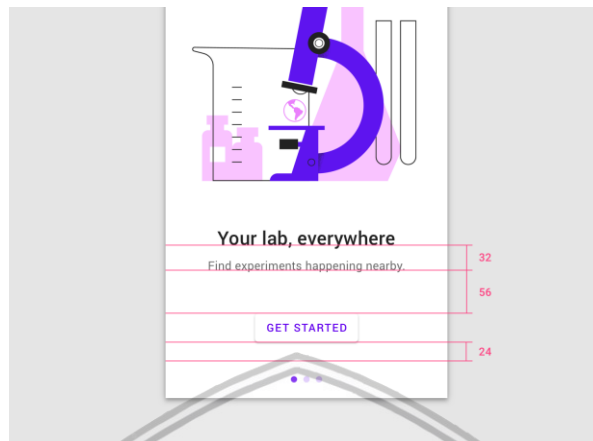 Your lab, everywhere
Find experiments happening nearby.
32
56
GET STARTED
24